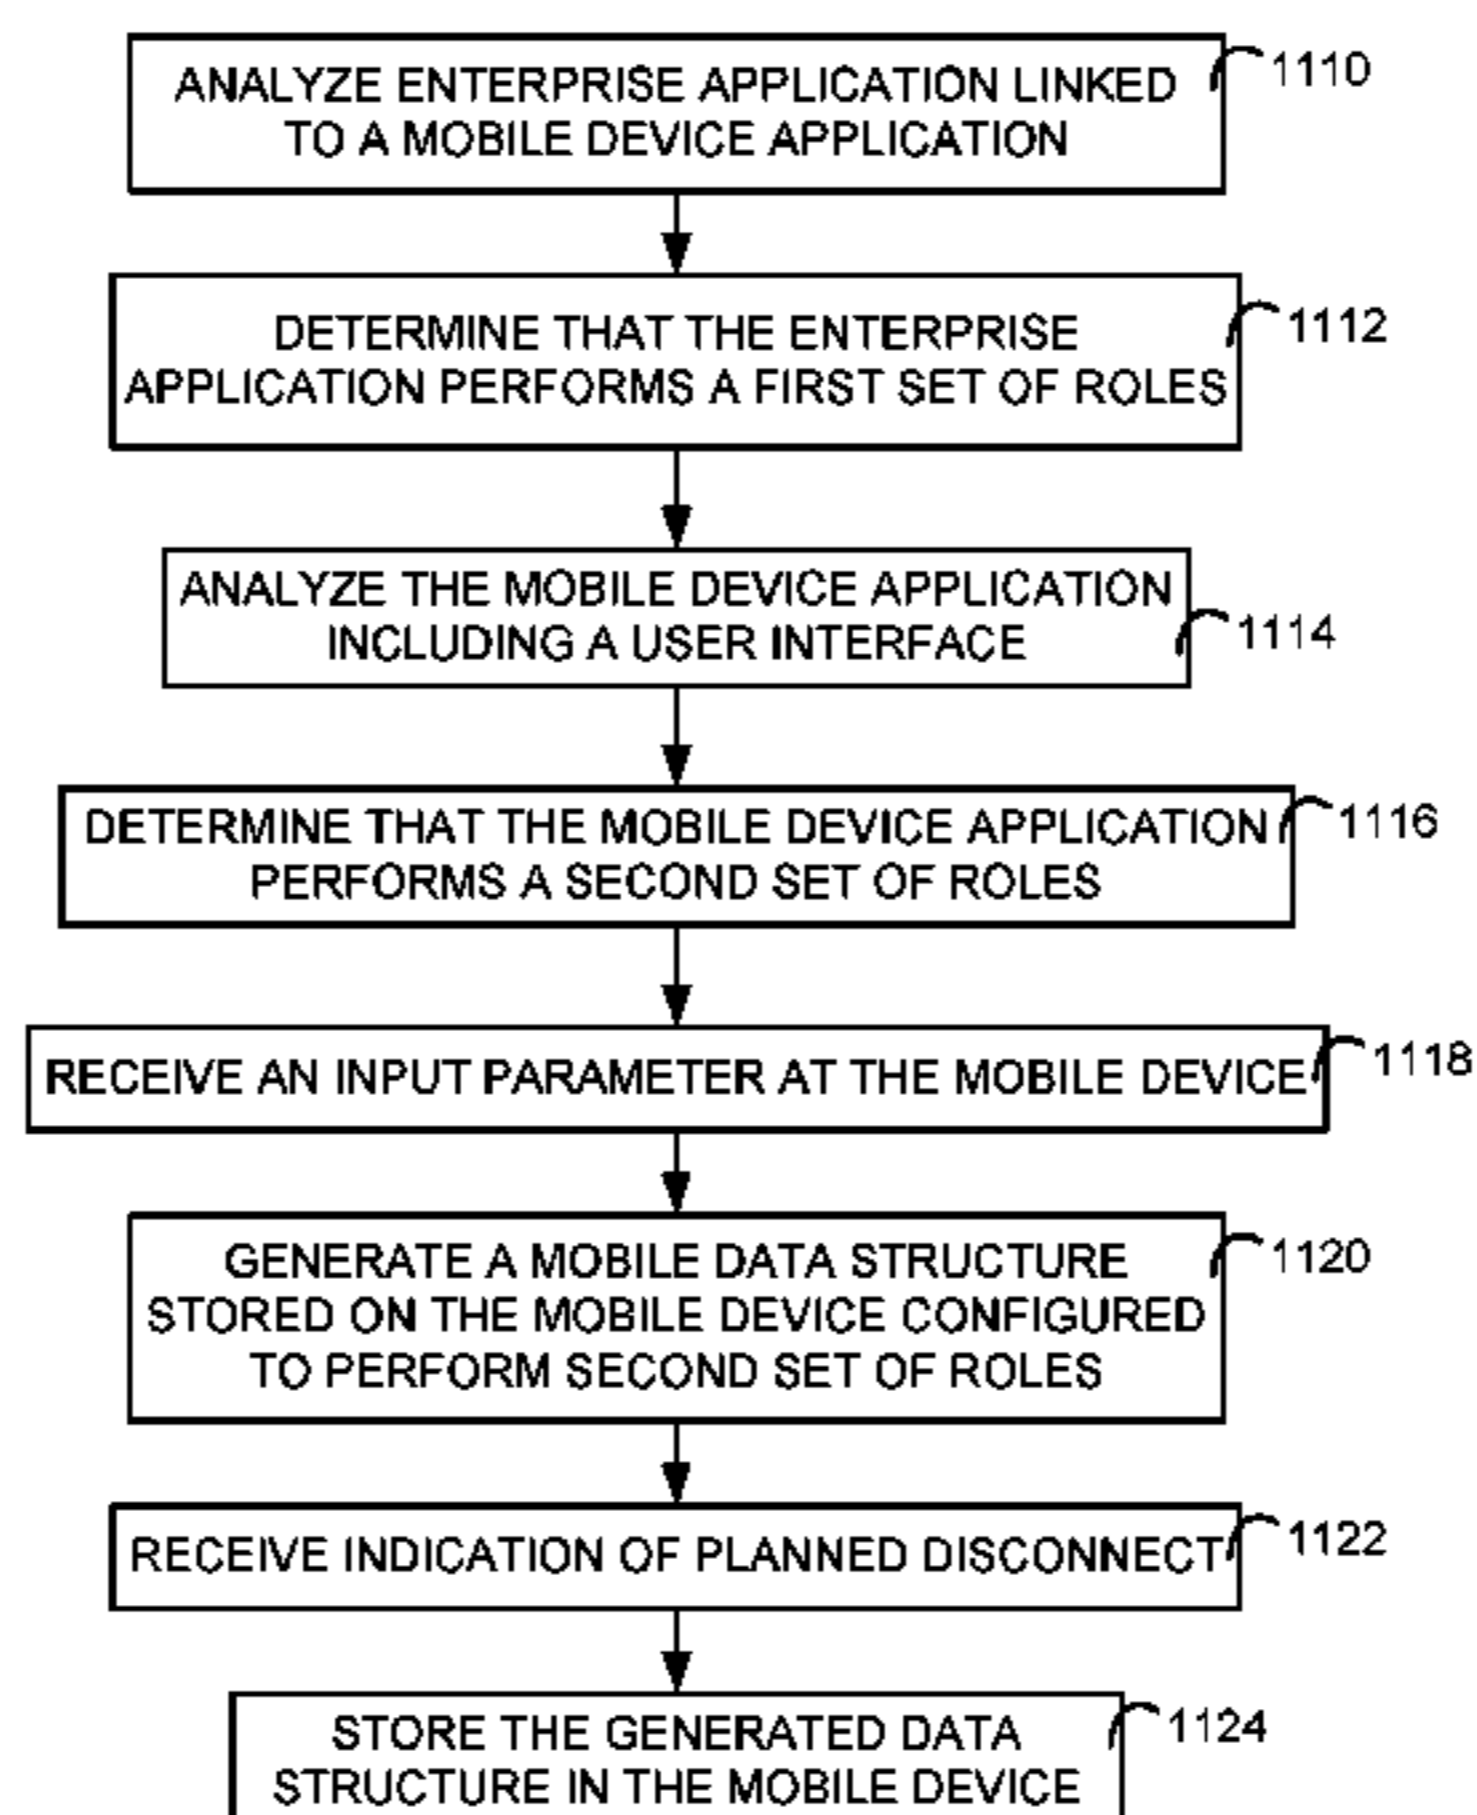 ANALYZE ENTERPRISE APPLICATION LINKED
TO A MOBILE DEVICE APPLICATION
1110
DETERMINE THAT THE ENTERPRISE
APPLICATION PERFORMS A FIRST SET OF ROLES
1112
ANALYZE THE MOBILE DEVICE APPLICATION
INCLUDING A USER INTERFACE
1114
DETERMINE THAT THE MOBILE DEVICE APPLICATION
PERFORMS A SECOND SET OF ROLES
1116
RECEIVE AN INPUT PARAMETER AT THE MOBILE DEVICE
1118
GENERATE A MOBILE DATA STRUCTURE
STORED ON THE MOBILE DEVICE CONFIGURED
TO PERFORM SECOND SET OF ROLES
1120
RECEIVE INDICATION OF PLANNED DISCONNECT
1122
STORE THE GENERATED DATA
STRUCTURE IN THE MOBILE DEVICE
1124